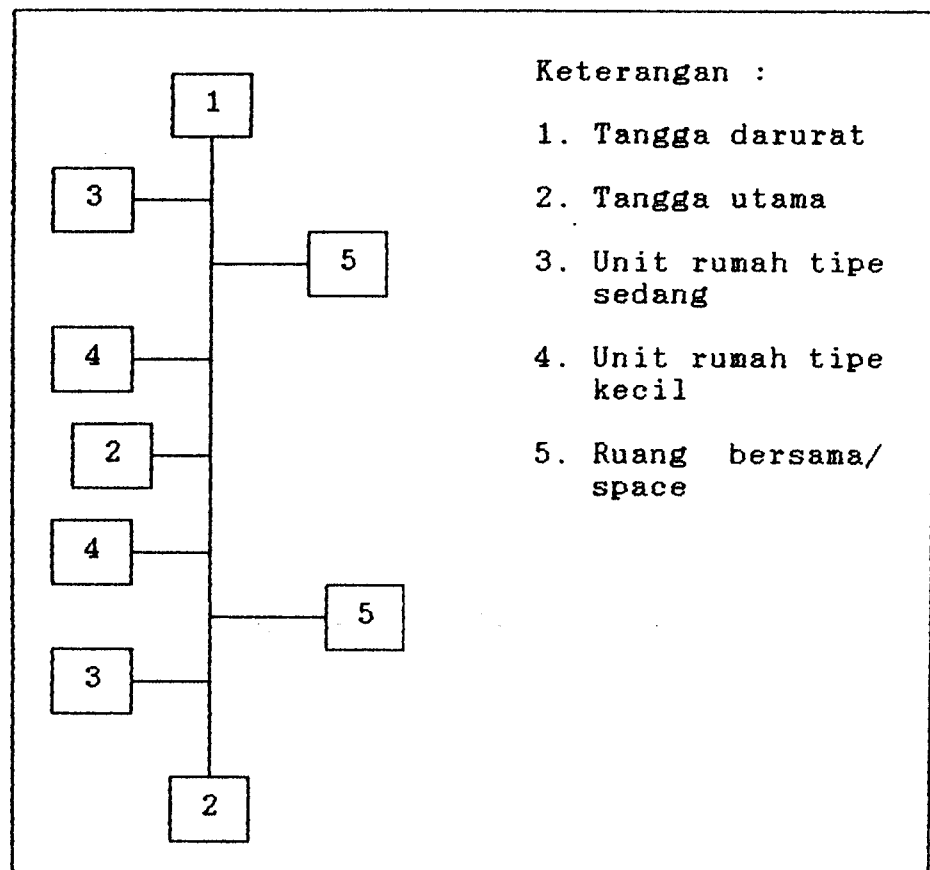 1
3
5
4
2
4
5
3
2
Keterangan :
1. Tangga darurat
2. Tangga utama
3. Unit rumah tipe
sedang
4. Unit rumah tipe
kecil
5. Ruang bersama/
space